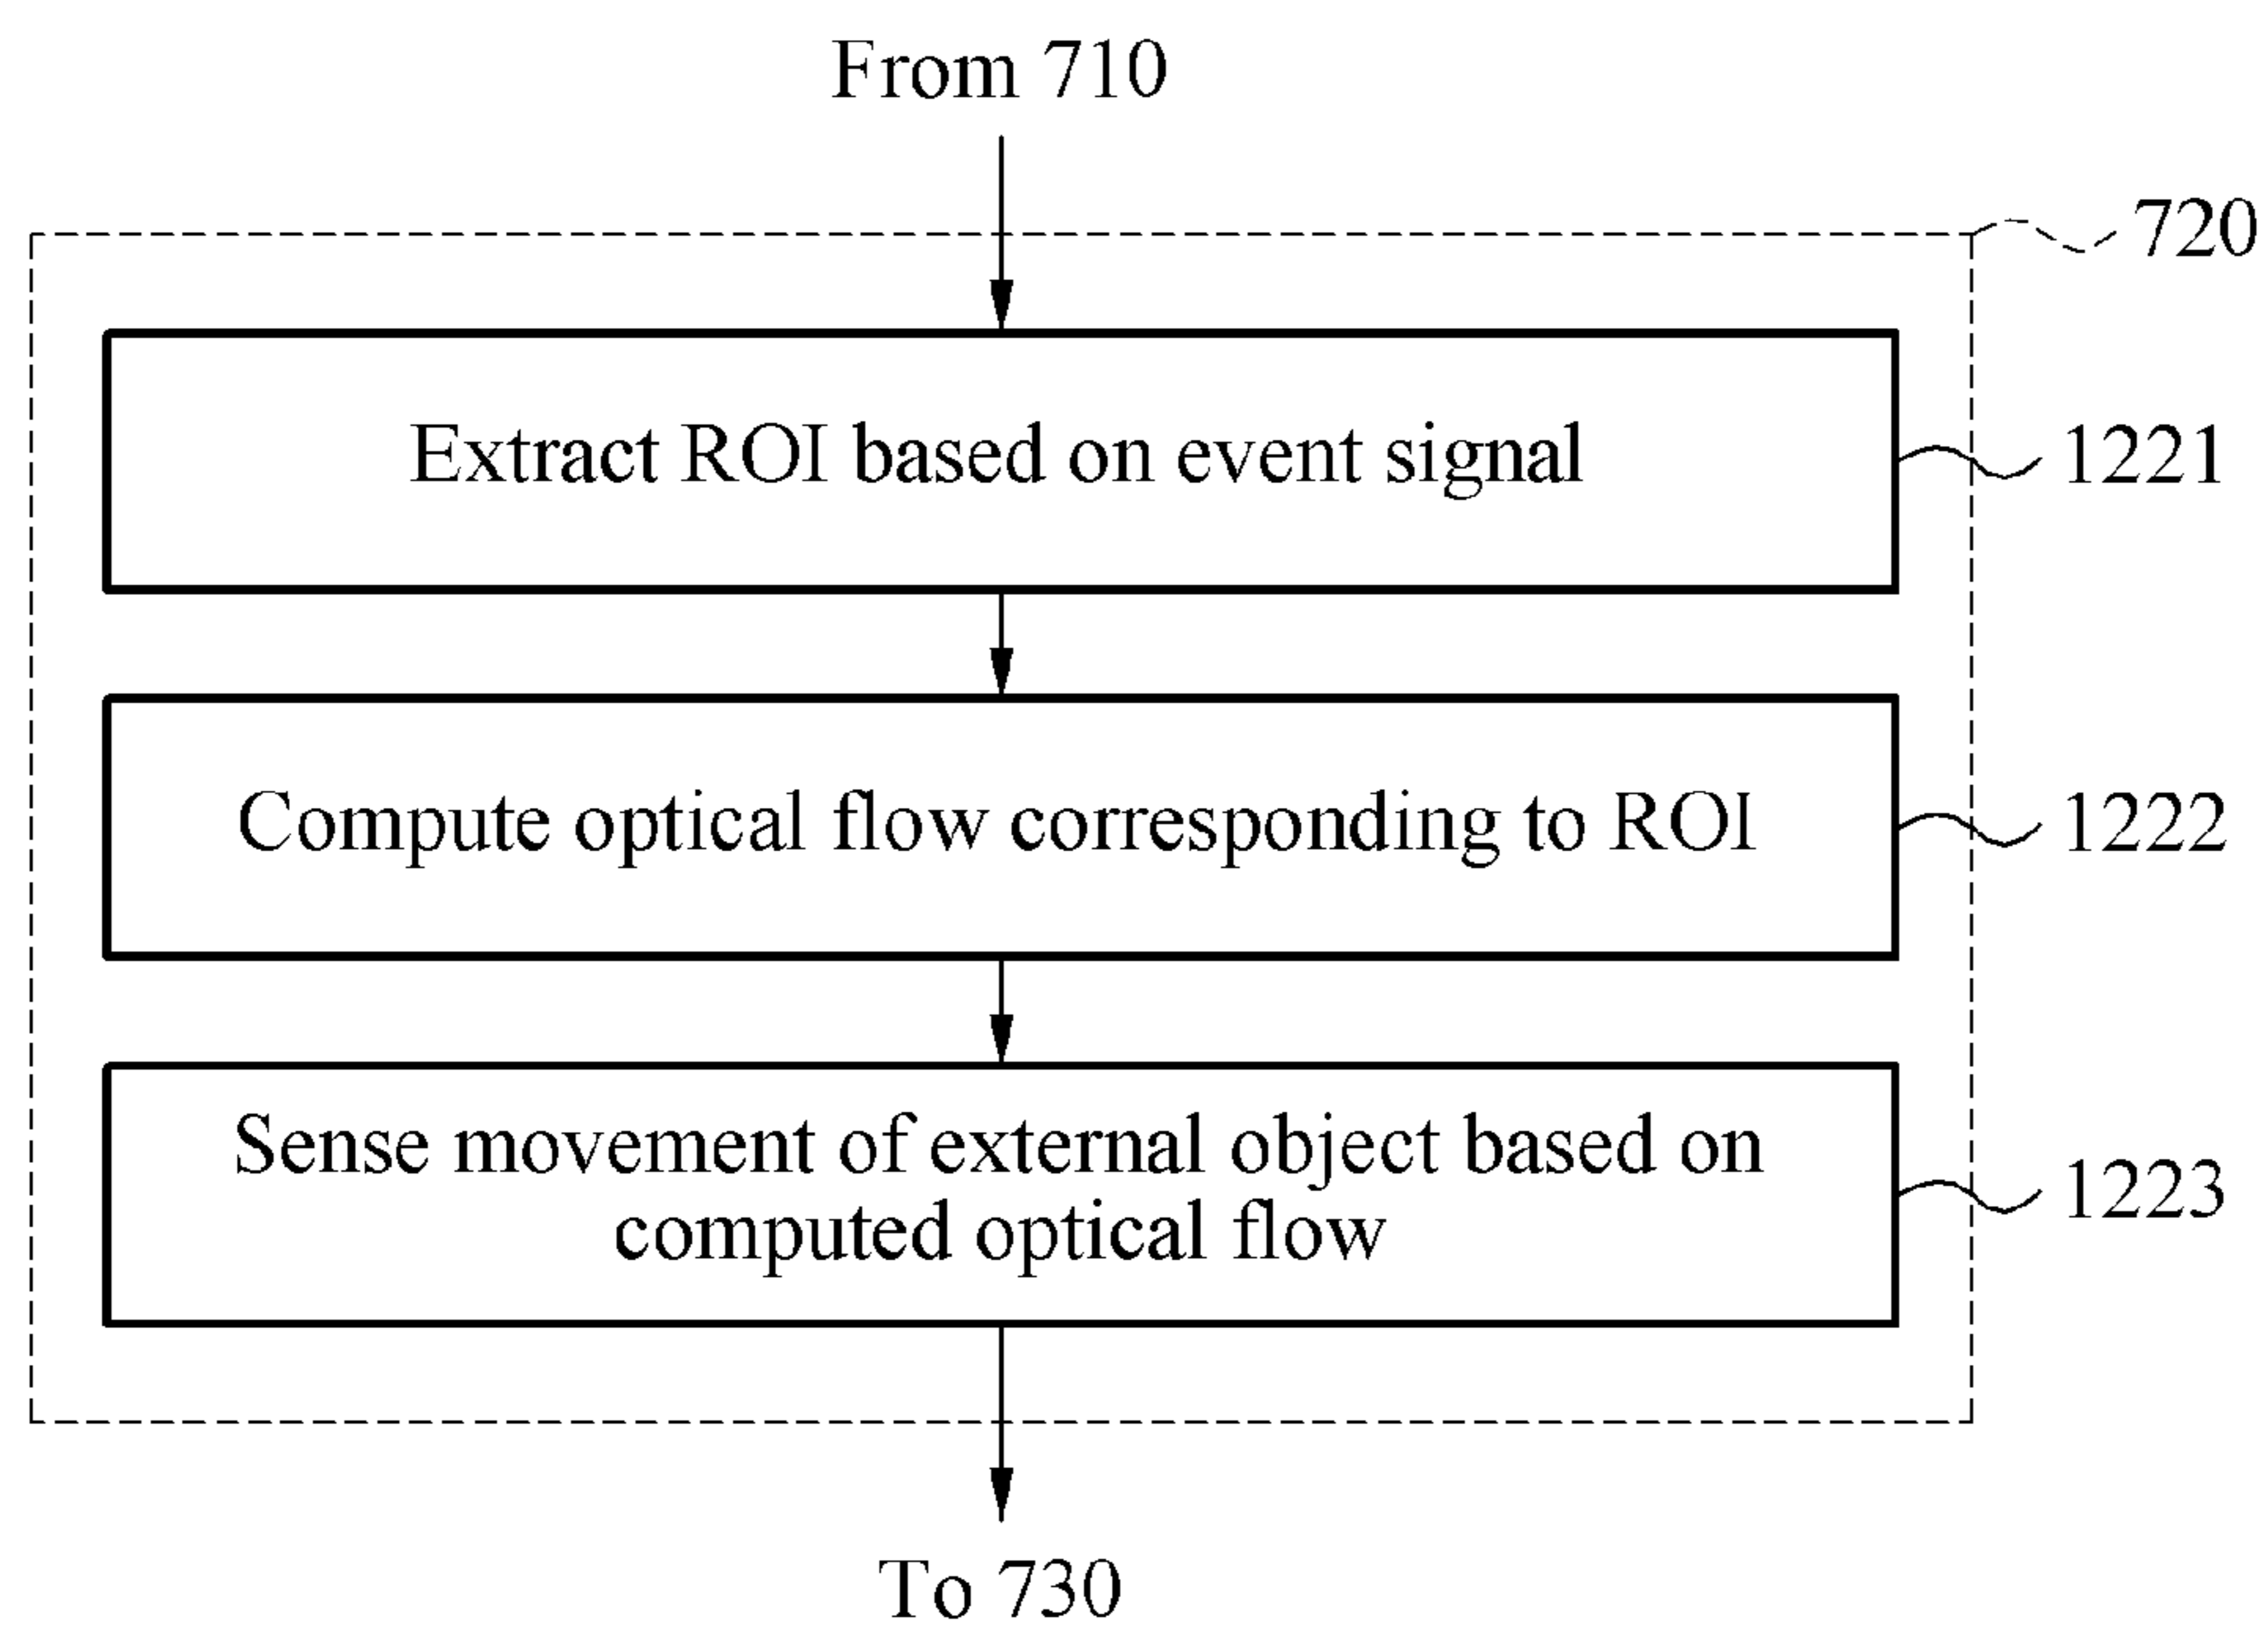 From 710
720
Extract ROI based on event signal
1221
Compute optical flow corresponding to ROI
1222
Sense movement of external object based on
computed optical flow
1223
To 730